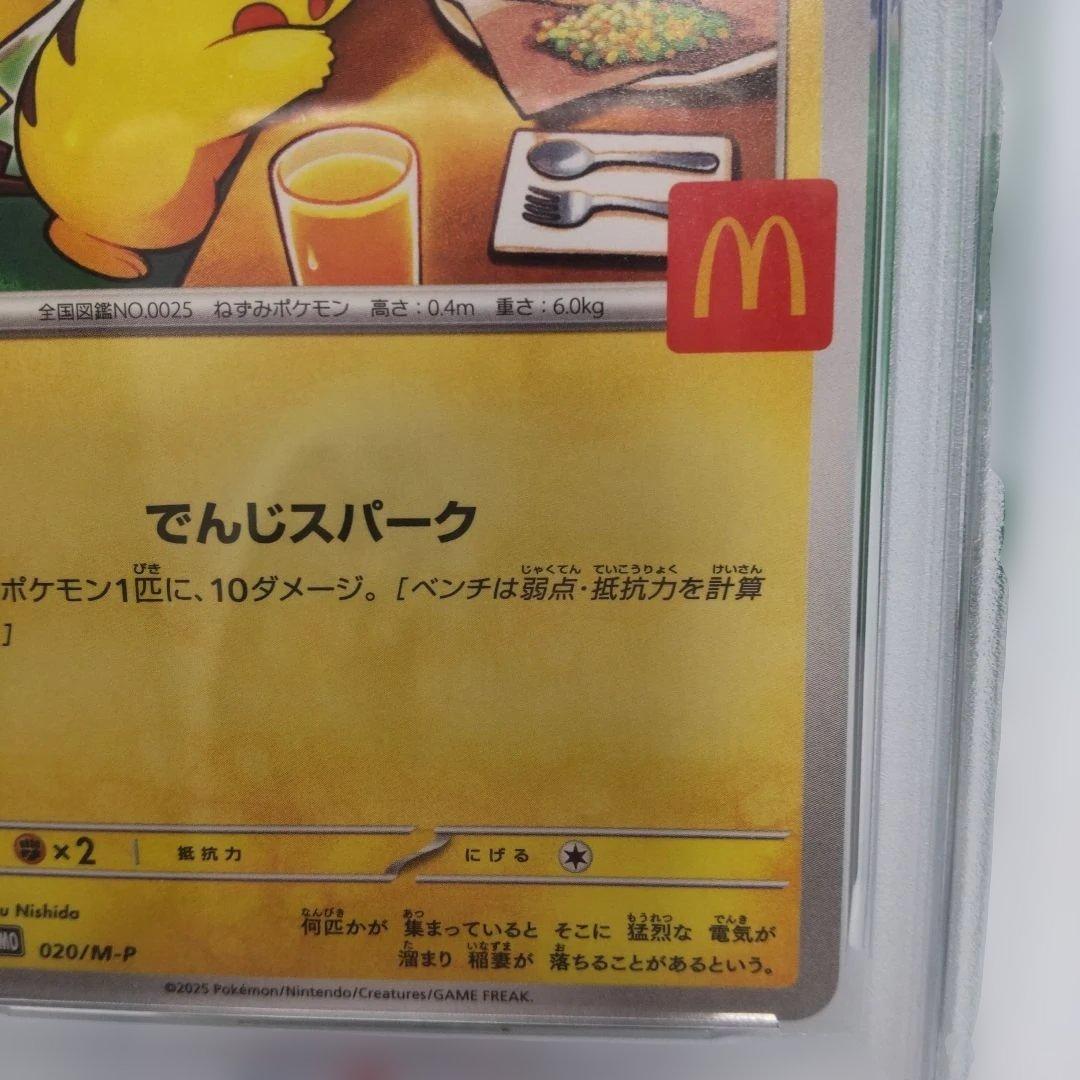 全国図鑑NO.0025 ねずみポケモン 高さ:0.4m 重さ:6.0kg
でんじスパーク
ポケモン1匹に、10ダメージ。[ベンチは弱点・抵抗力を計算
]
×2 抵抗力 にげる
u Nishida
MO 020/M-P
何匹かが 集まっていると そこに 猛烈な 電気が
溜まり 稲妻が 落ちることがあるという。
©2025 Pokémon/Nintendo/Creatures/GAME FREAK.